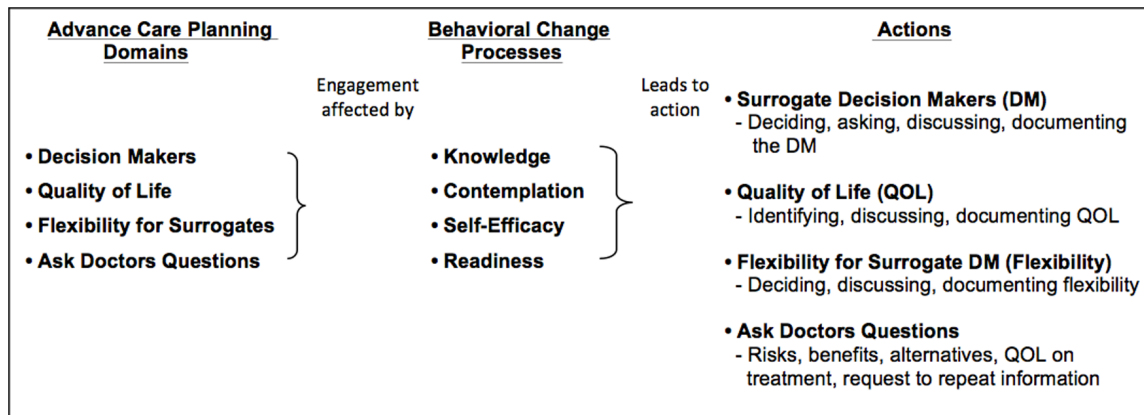 Advance Care Planning
Domains
Engagement
affected by
• Decision Makers
• Quality of Life
• Flexibility for Surrogates
• Ask Doctors Questions
Behavioral Change
Processes
Leads to
action
• Knowledge
• Contemplation
• Self-Efficacy
• Readiness
Actions
• Surrogate Decision Makers (DM)
- Deciding, asking, discussing, documenting
the DM
• Quality of Life (QOL)
- Identifying, discussing, documenting QOL
• Flexibility for Surrogate DM (Flexibility)
- Deciding, discussing, documenting flexibility
• Ask Doctors Questions
- Risks, benefits, alternatives, QOL on
treatment, request to repeat information